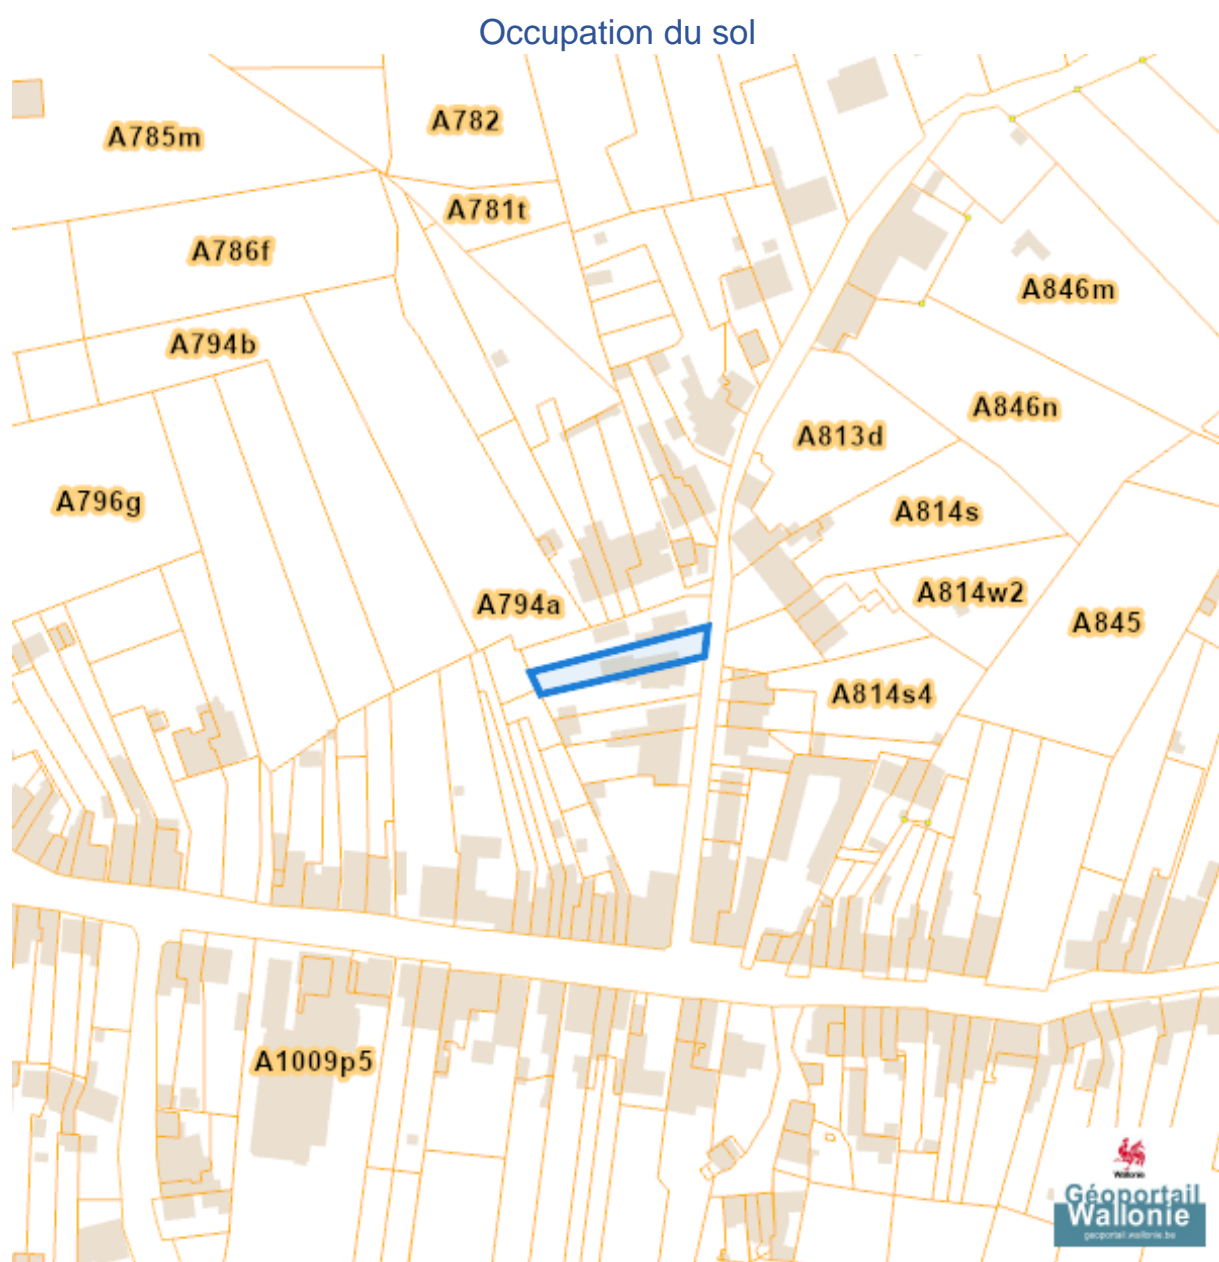 Occupation du sol
A782
A785m
A781t
A786f
A846m
A794b
A846n
A813d
A796g
A814s
A814w2
A794a
A845
A814s4
A1009p5
Wallonie
Géoportail
Wallonie
geoportail.wallonie.be